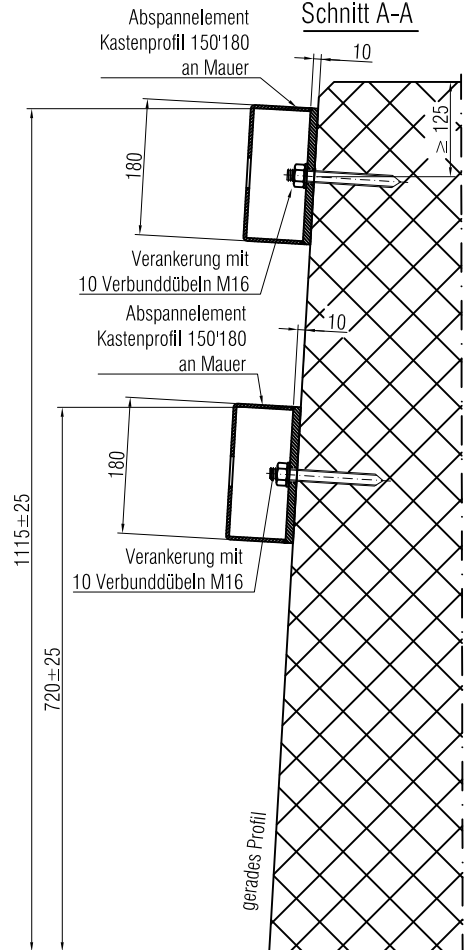 Schnitt A-A
Abspannelement
Kastenprofil 150'180
an Mauer
10
≥ 125
180
Verankerung mit
10 Verbunddübeln M16
Abspannelement
Kastenprofil 150'180
an Mauer
10
180
Verankerung mit
10 Verbunddübeln M16
1115±25
720±25
gerades Profil